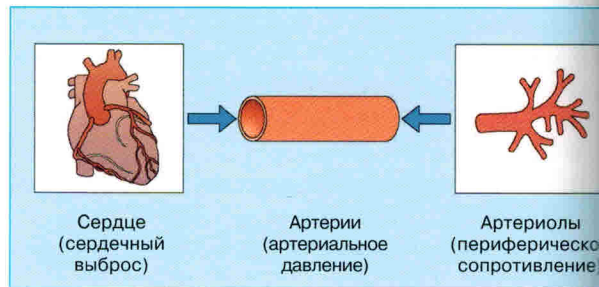 Сердце
(сердечный
выброс)
Артерии
(артериальное
давление)
Артериолы
(периферическо
сопротивление)